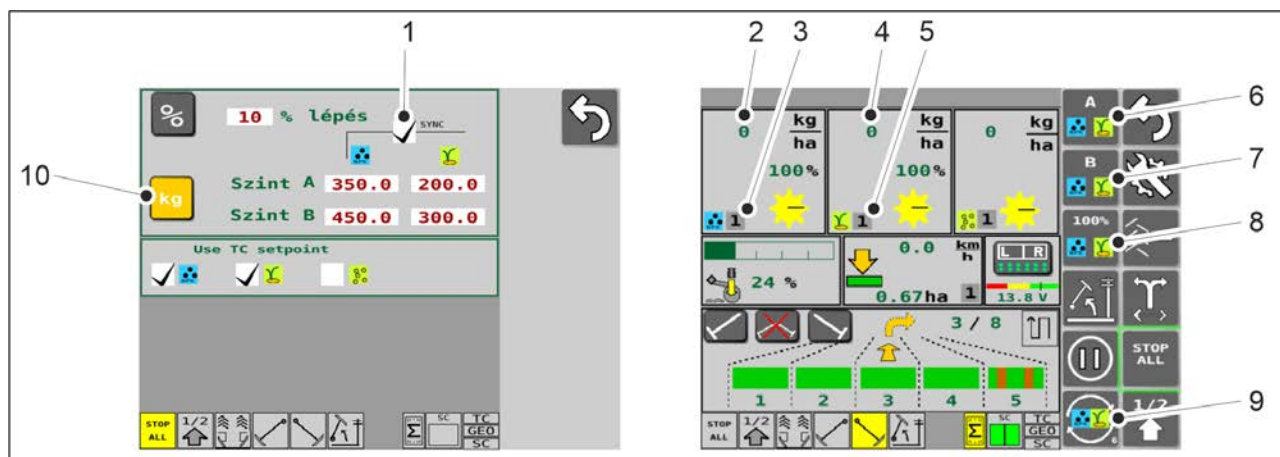 1
10 % lépés
SYNC
%
10
kg
Szint A 350.0 200.0
Szint B 450.0 300.0
Use TC setpoint
STOP ALL
1/2
Σ
SC
TC
GEO
SC
2 3 4 5
0 kg/ha
100%
1
0 kg/ha
100%
1
0 kg/ha
1
24 %
0.0 km/h
0.67ha 1
L R
13.8 V
3 / 8
1 2 3 4 5
STOP ALL
1/2
Σ
SC
TC
GEO
SC
A
6
B
7
100%
8
STOP ALL
1/2
9